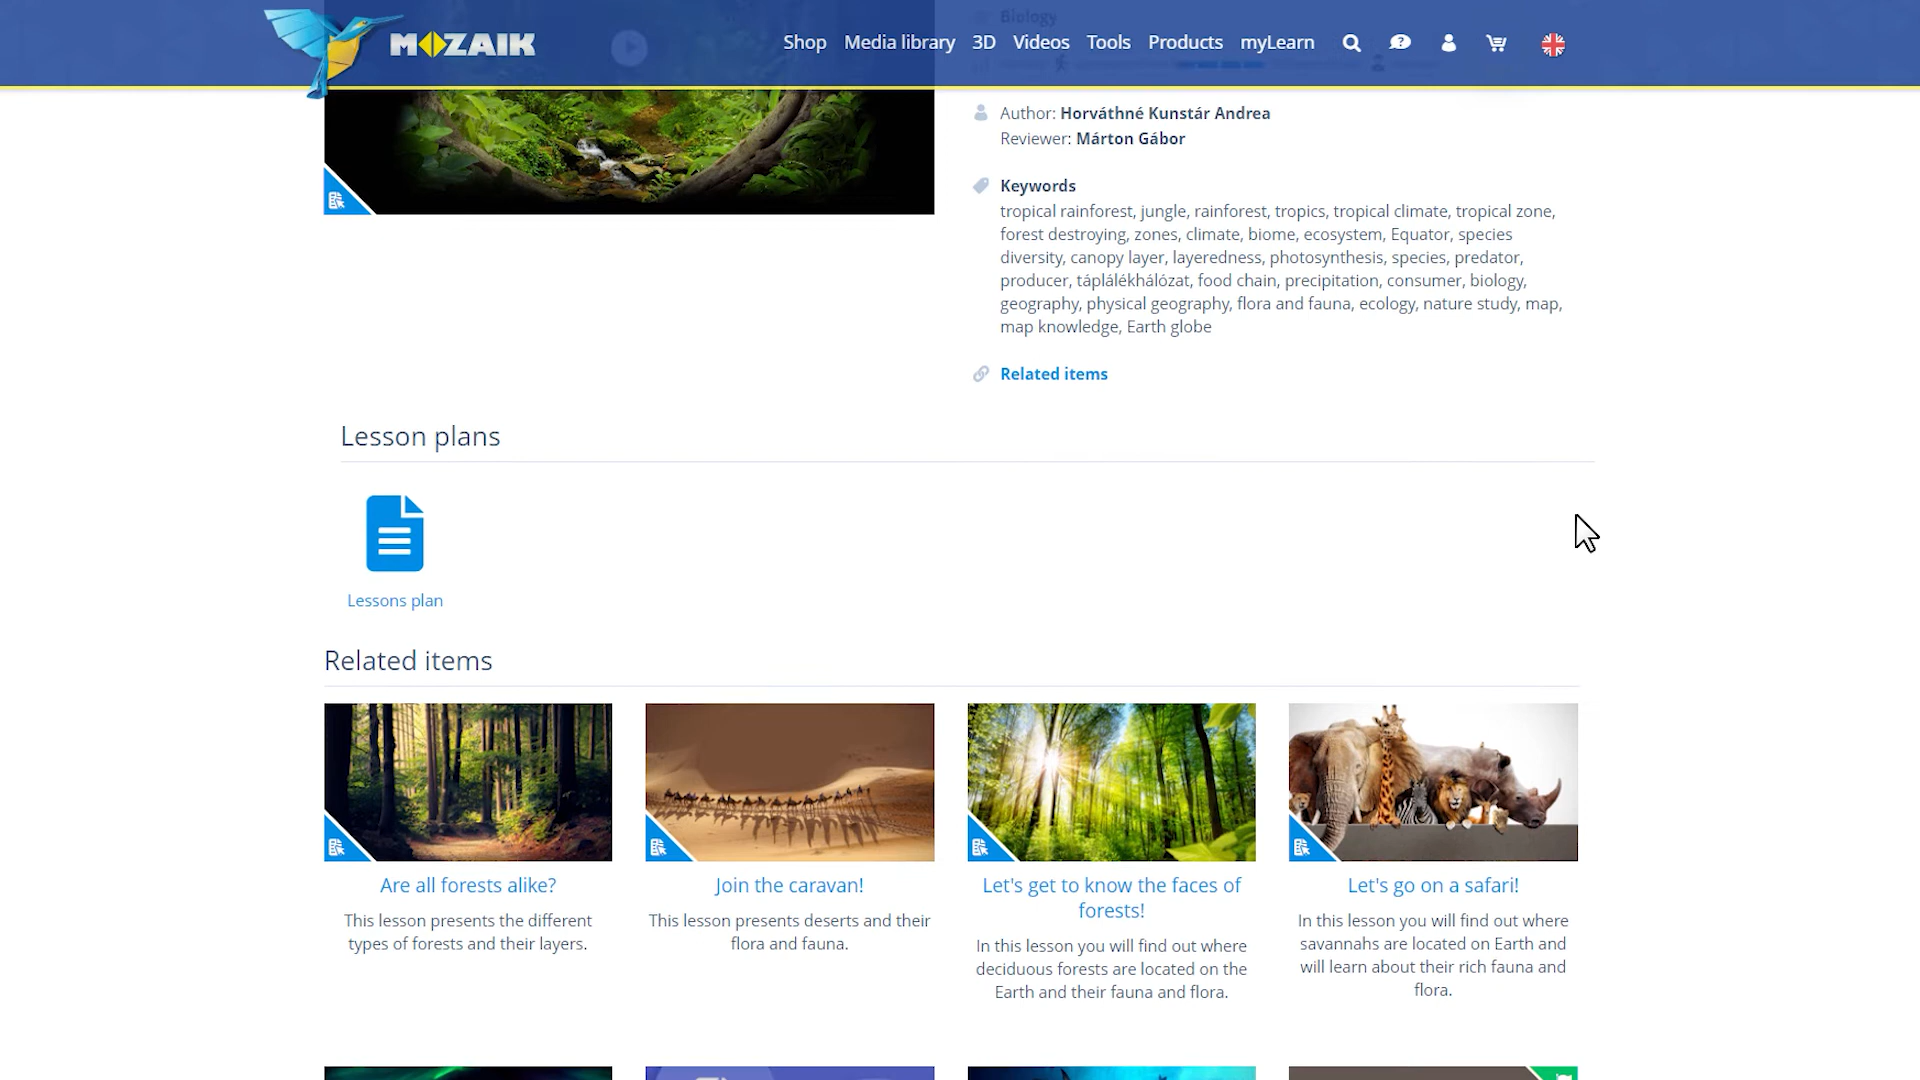 Biology
MOZAIK
Shop Media library 3D Videos Tools Products myLearn
Author: Horváthné Kunstár Andrea
Reviewer: Márton Gábor
Keywords
tropical rainforest, jungle, rainforest, tropics, tropical climate, tropical zone,
forest destroying, zones, climate, biome, ecosystem, Equator, species
diversity, canopy layer, layeredness, photosynthesis, species, predator,
producer, táplálékhálózat, food chain, precipitation, consumer, biology,
geography, physical geography, flora and fauna, ecology, nature study, map,
map knowledge, Earth globe
Related items
Lesson plans
Lessons plan
Related items
Are all forests alike?
This lesson presents the different
types of forests and their layers.
Join the caravan!
This lesson presents deserts and their
flora and fauna.
Let's get to know the faces of
forests!
In this lesson you will find out where
deciduous forests are located on the
Earth and their fauna and flora.
Let's go on a safari!
In this lesson you will find out where
savannahs are located on Earth and
will learn about their rich fauna and
flora.